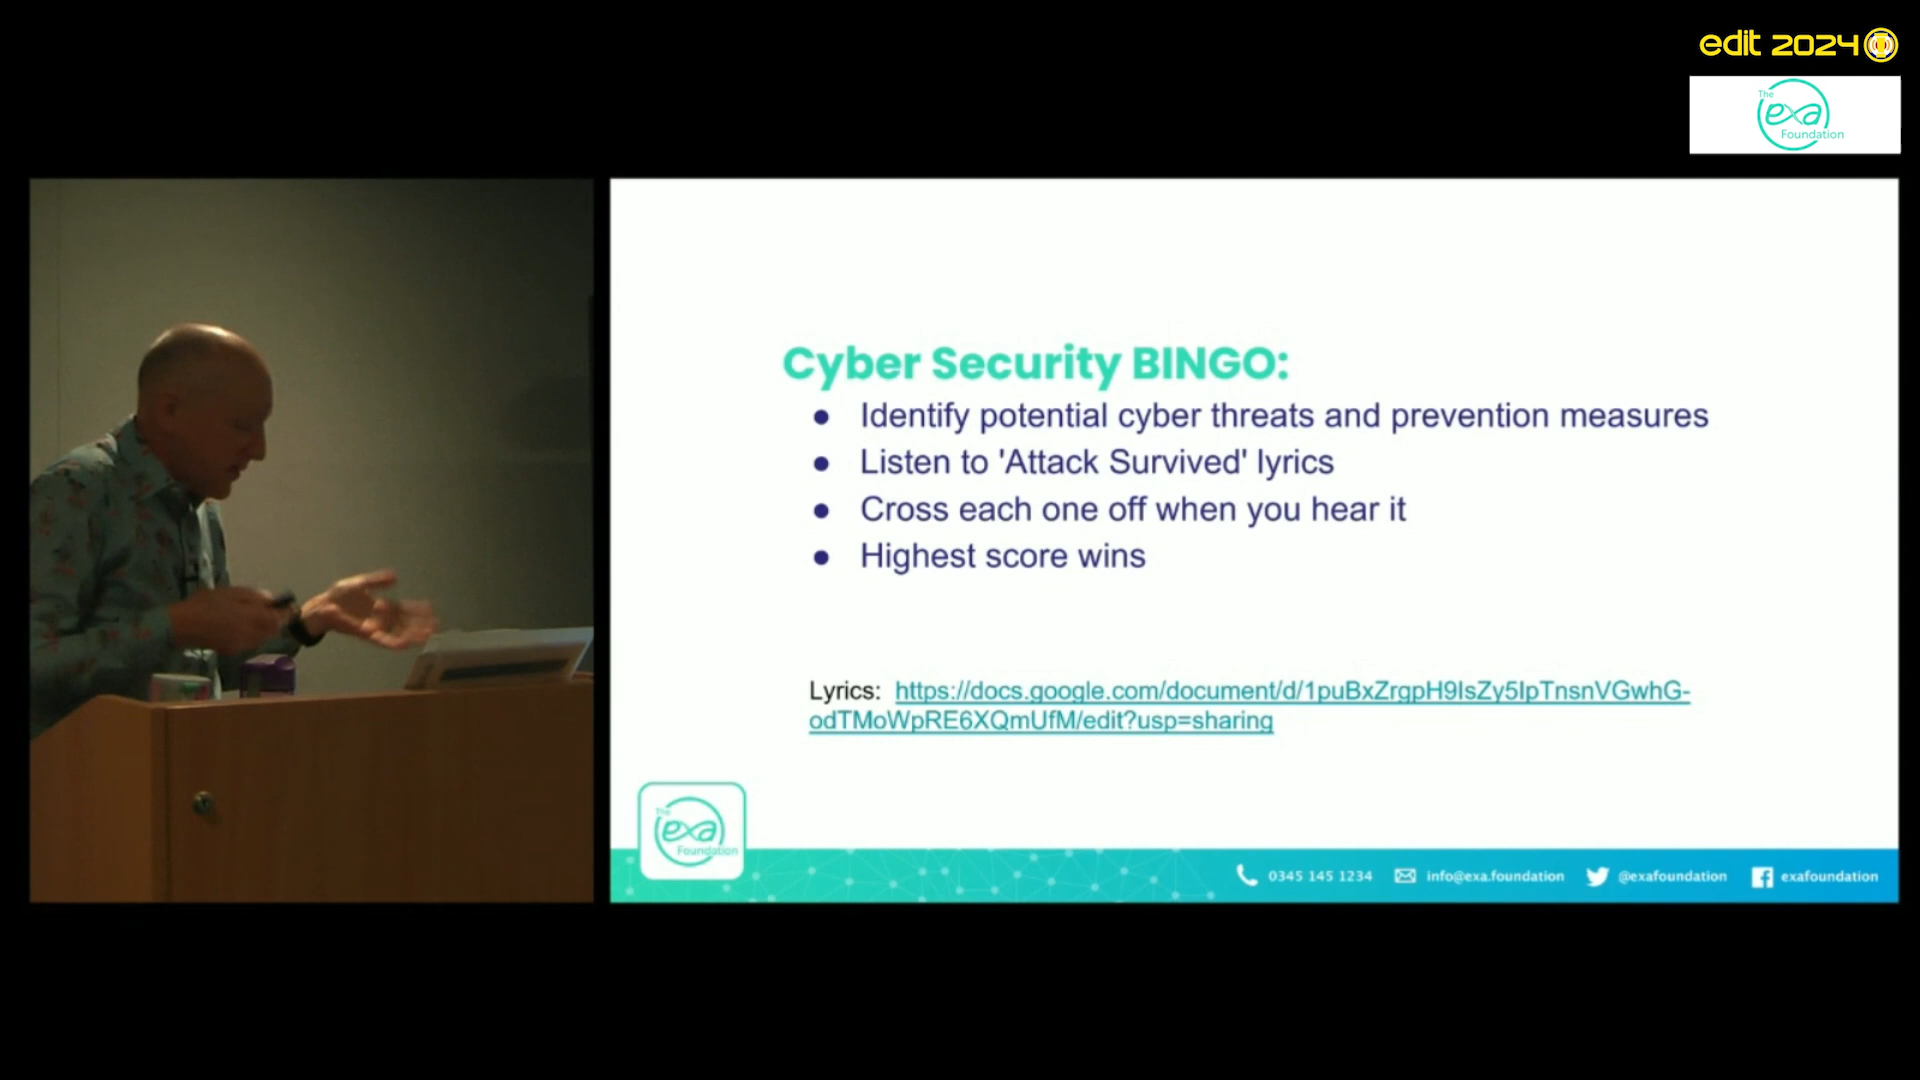 edit 2024
The
exa
Foundation
Cyber Security BINGO:
● Identify potential cyber threats and prevention measures
● Listen to 'Attack Survived' lyrics
● Cross each one off when you hear it
● Highest score wins
Lyrics: https://docs.google.com/document/d/1puBxZrgpH9IsZy5IpTnsnVGwhG-
odTMoWpRE6XQmUfM/edit?usp=sharing
The
exa
Foundation
0345 145 1234 info@exa.foundation @exafoundation exafoundation